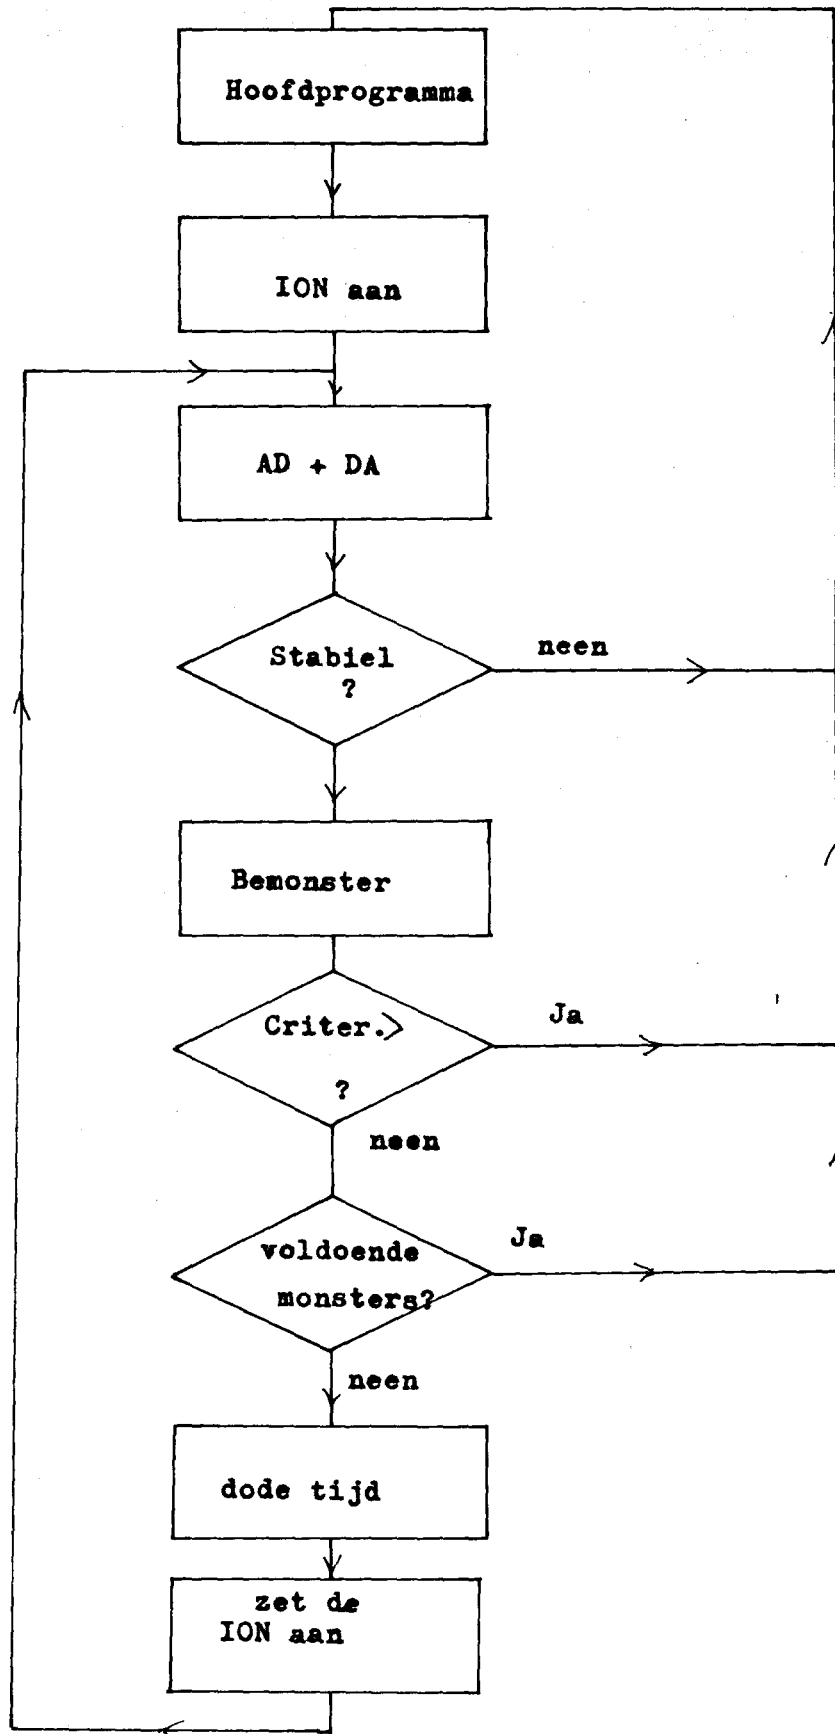 Hoofdprogramma
ION aan
AD + DA
Stabiel
?
neen
Bemonster
Criter.>
?
Ja
neen
voldoende
monsters?
Ja
neen
dode tijd
zet de
ION aan